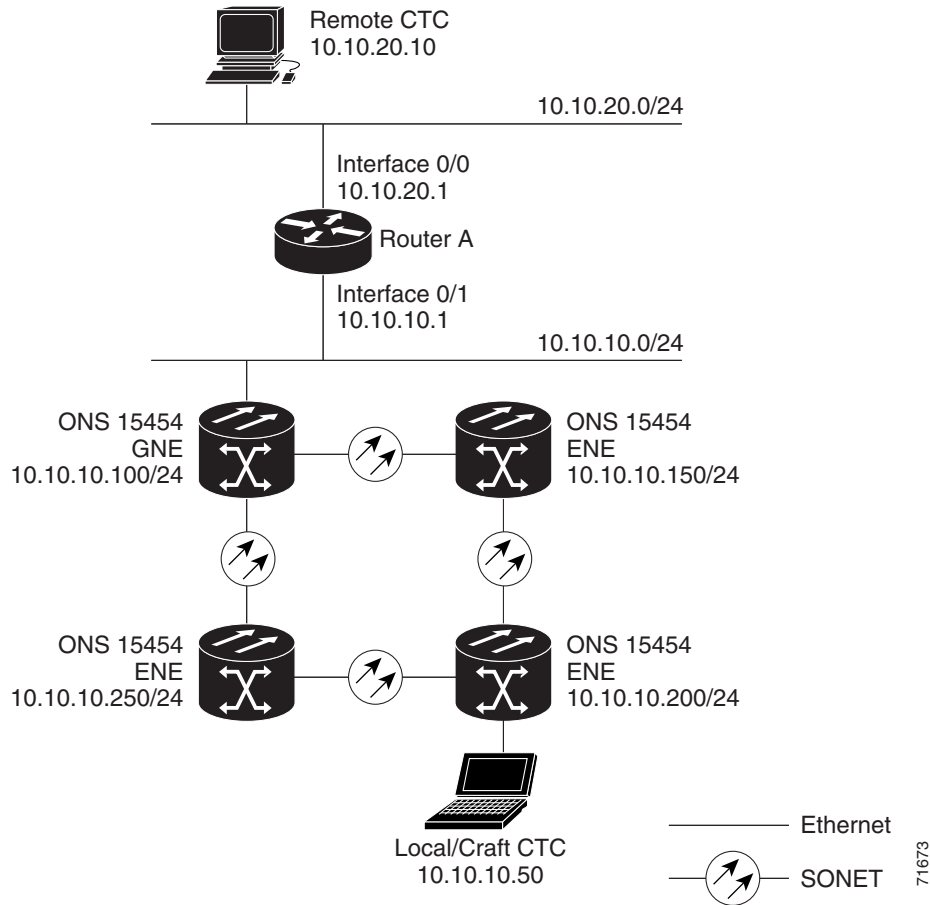 Remote CTC
10.10.20.10
10.10.20.0/24
Interface 0/0
10.10.20.1
Router A
Interface 0/1
10.10.10.1
10.10.10.0/24
ONS 15454
GNE
10.10.10.100/24
ONS 15454
ENE
10.10.10.150/24
ONS 15454
ENE
10.10.10.250/24
ONS 15454
ENE
10.10.10.200/24
Local/Craft CTC
10.10.10.50
Ethernet
SONET
71673